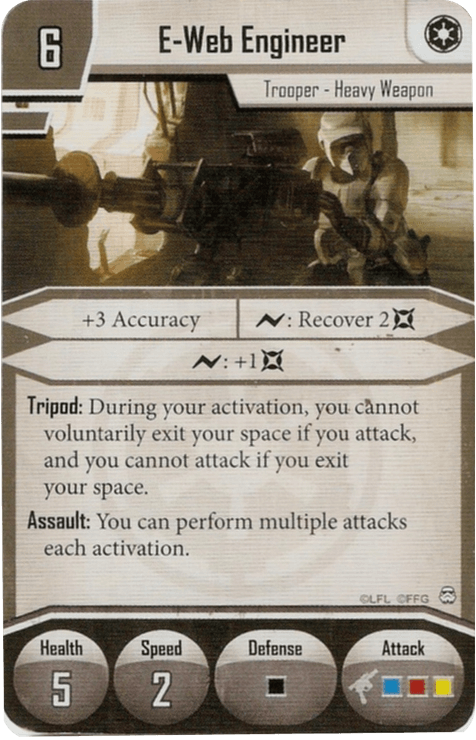 6
E-Web Engineer
Trooper - Heavy Weapon
+3 Accuracy
: Recover 2
: +1
Tripod: During your activation, you cannot
voluntarily exit your space if you attack,
and you cannot attack if you exit
your space.
Assault: You can perform multiple attacks
each activation.
©LFL ©FFG
Health Speed Defense Attack
5 2